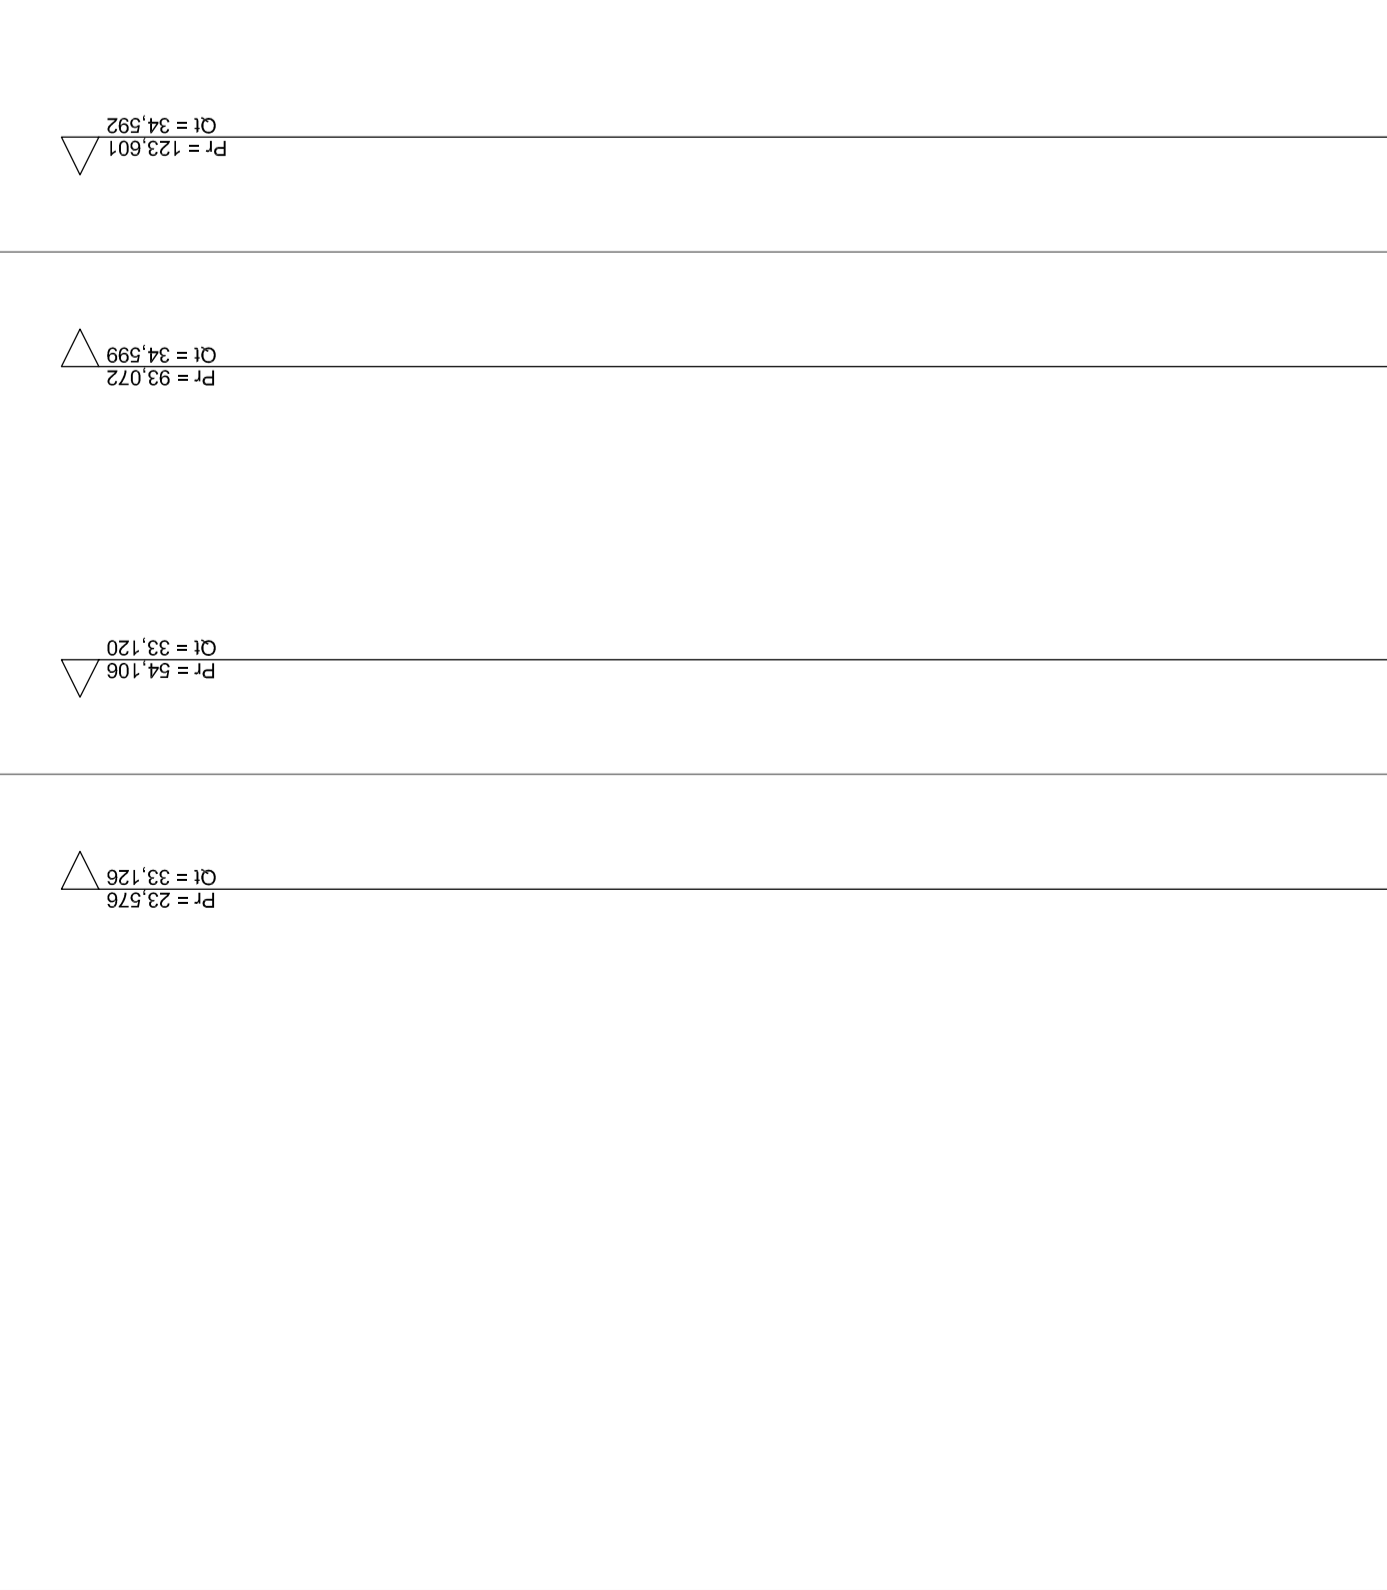 Pr = 23,576
Qt = 33,126
Pr = 54,106
Qt = 33,120
Pr = 93,072
Qt = 34,599
Pr = 123,601
Qt = 34,592